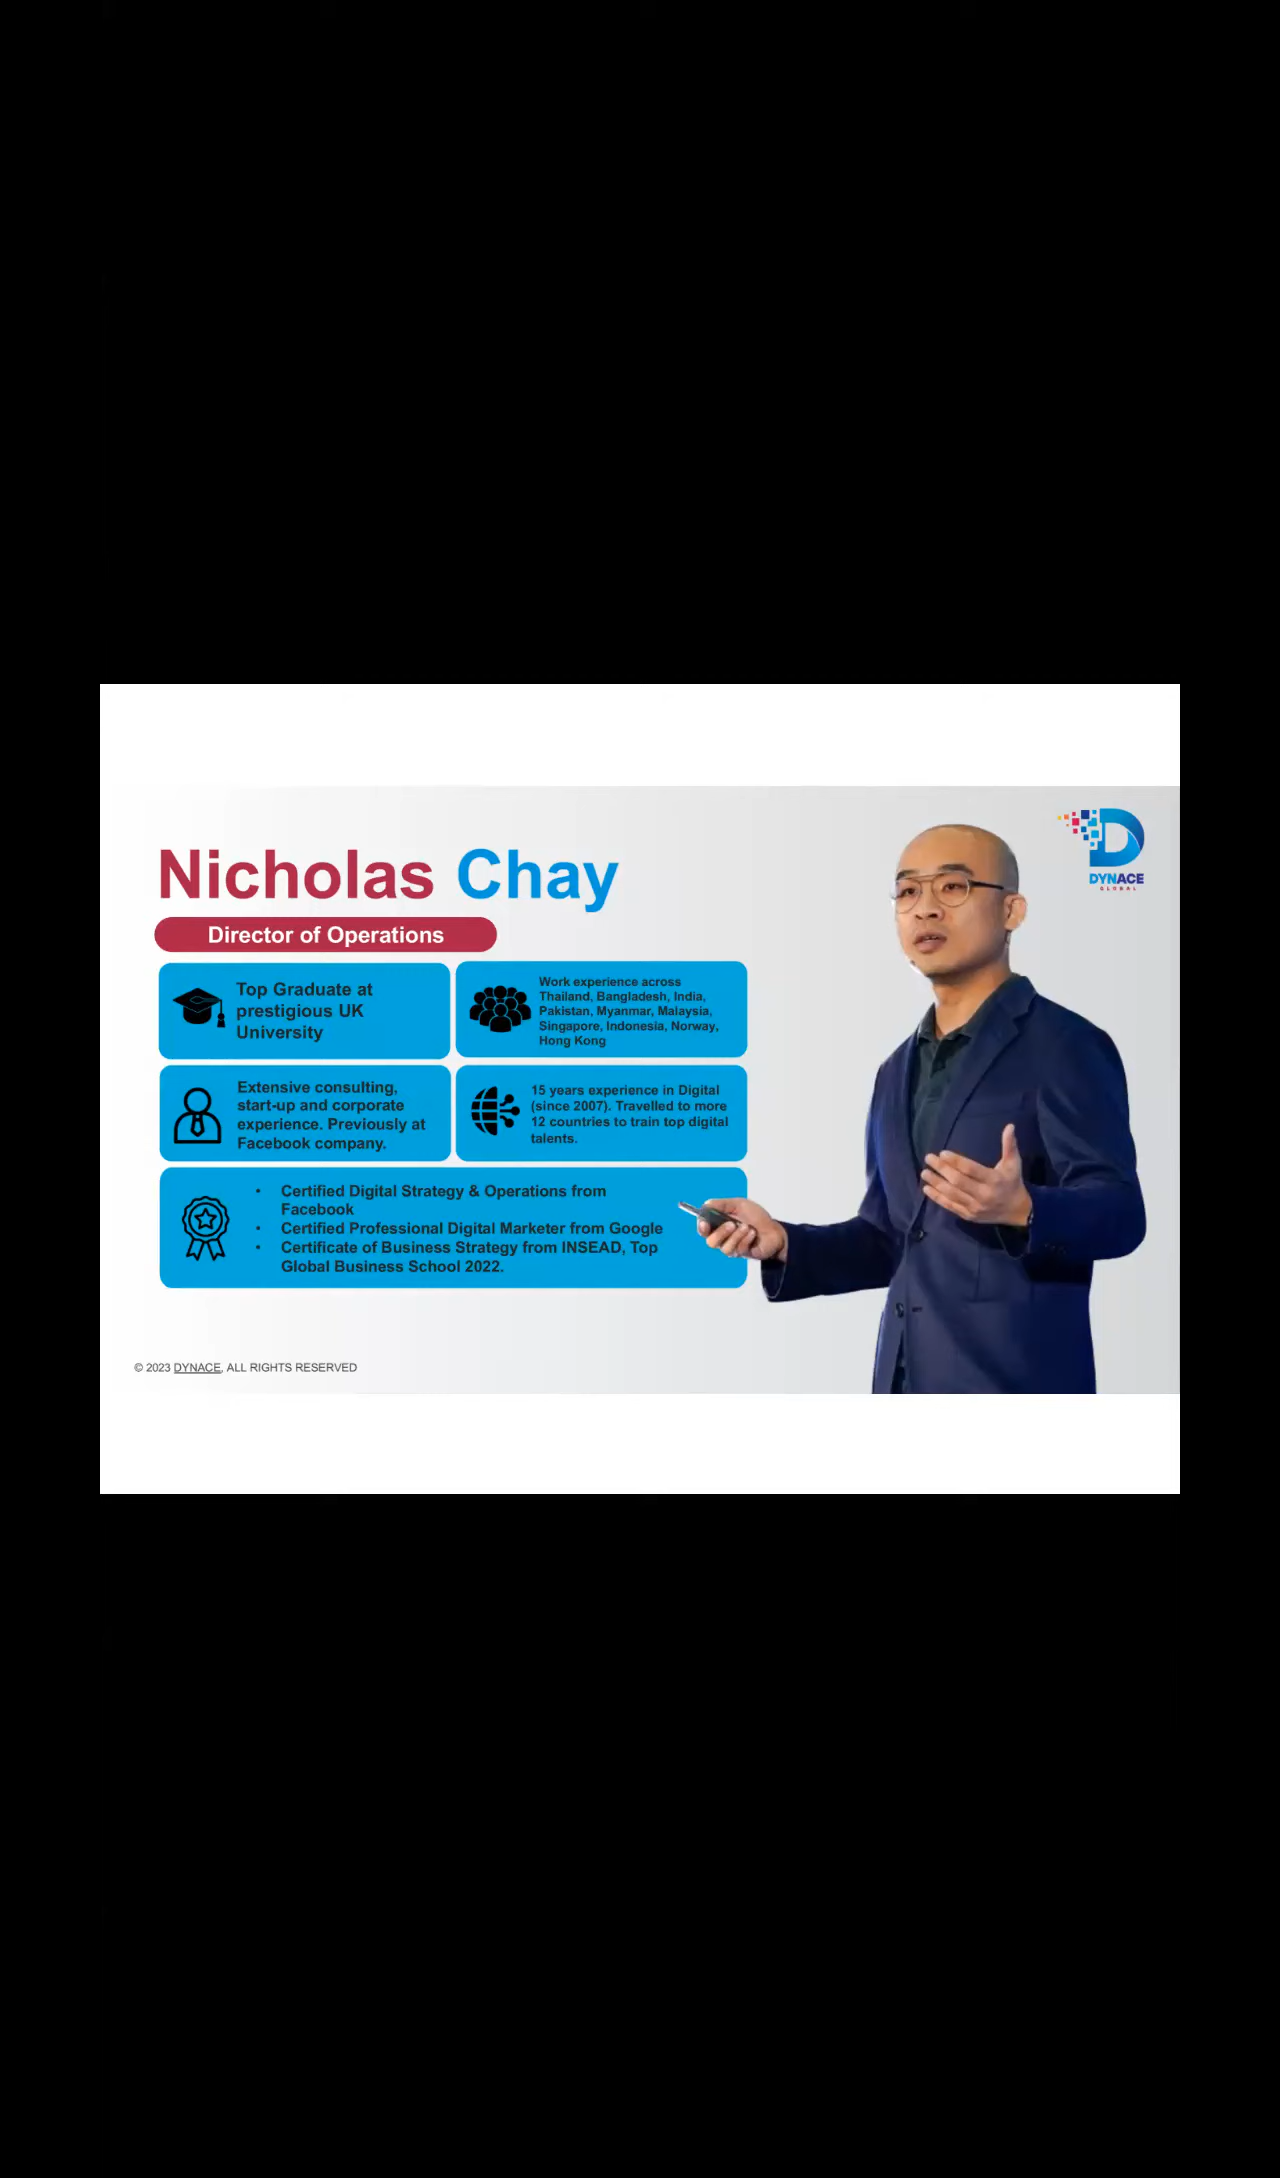 Nicholas Chay
DYNACE
GLOBAL
Director of Operations
Top Graduate at
prestigious UK
University
Work experience across
Thailand, Bangladesh, India,
Pakistan, Myanmar, Malaysia,
Singapore, Indonesia, Norway,
Hong Kong
Extensive consulting,
start-up and corporate
experience. Previously at
Facebook company.
15 years experience in Digital
(since 2007). Travelled to more
12 countries to train top digital
talents.
• Certified Digital Strategy & Operations from
Facebook
• Certified Professional Digital Marketer from Google
• Certificate of Business Strategy from INSEAD, Top
Global Business School 2022.
© 2023 DYNACE, ALL RIGHTS RESERVED